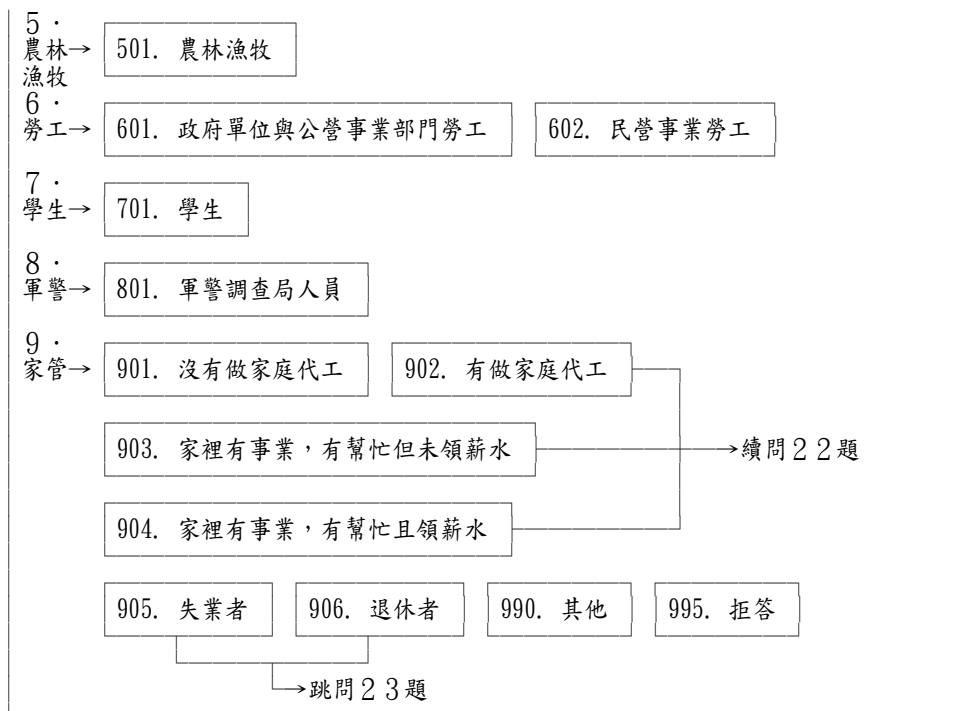 5．
農林→ 501. 農林漁牧
漁牧
6．
勞工→ 601. 政府單位與公營事業部門勞工 602. 民營事業勞工
7．
學生→ 701. 學生
8．
軍警→ 801. 軍警調查局人員
9．
家管→ 901. 沒有做家庭代工 902. 有做家庭代工
903. 家裡有事業，有幫忙但未領薪水 →續問２２題
904. 家裡有事業，有幫忙且領薪水
905. 失業者 906. 退休者 990. 其他 995. 拒答
→跳問２３題